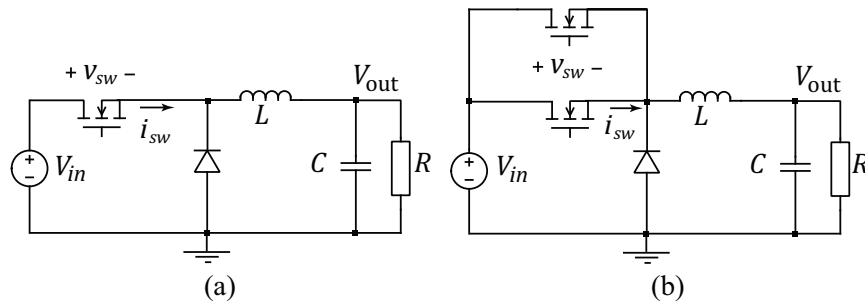 + v_sw –
V_out
i_sw
L
+
–
V_in
C
R
(a)
+ v_sw –
V_out
i_sw
L
+
–
V_in
C
R
(b)